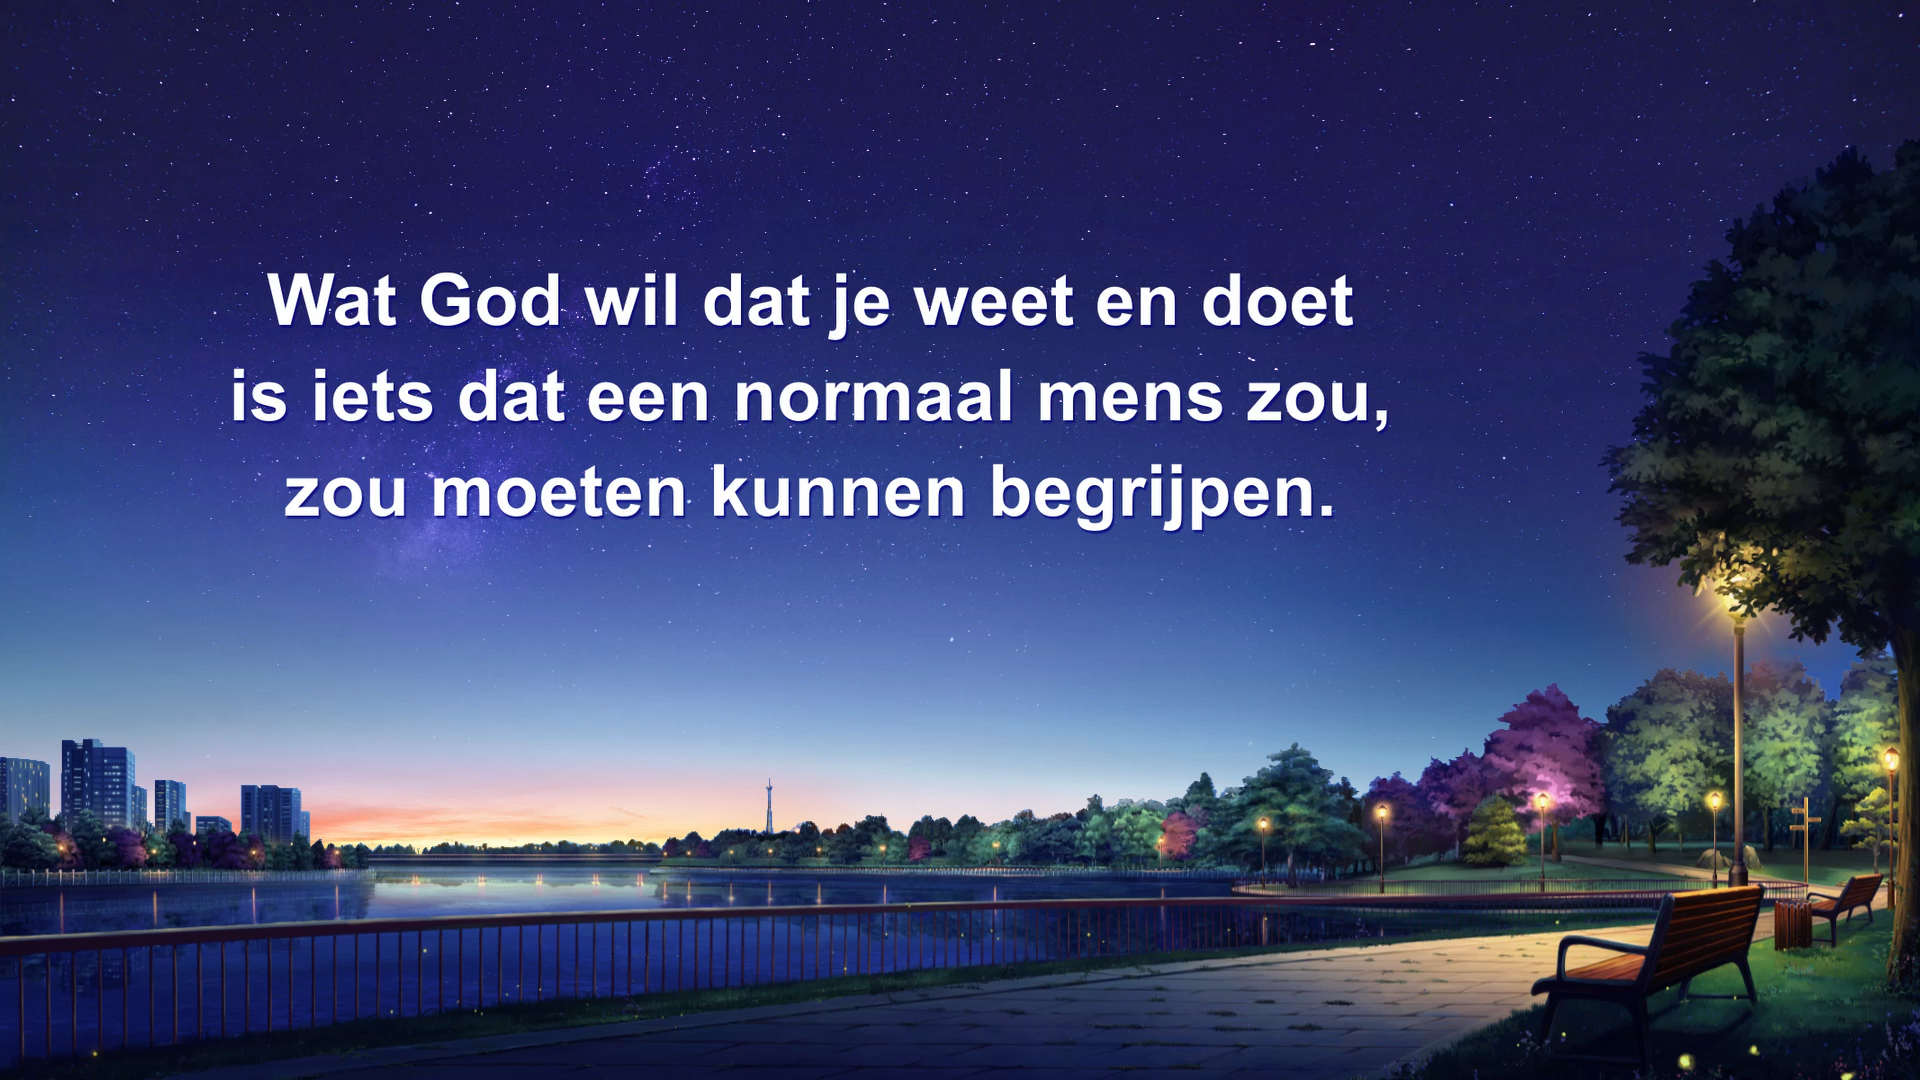 Wat God wil dat je weet en doet
is iets dat een normaal mens zou,
zou moeten kunnen begrijpen.